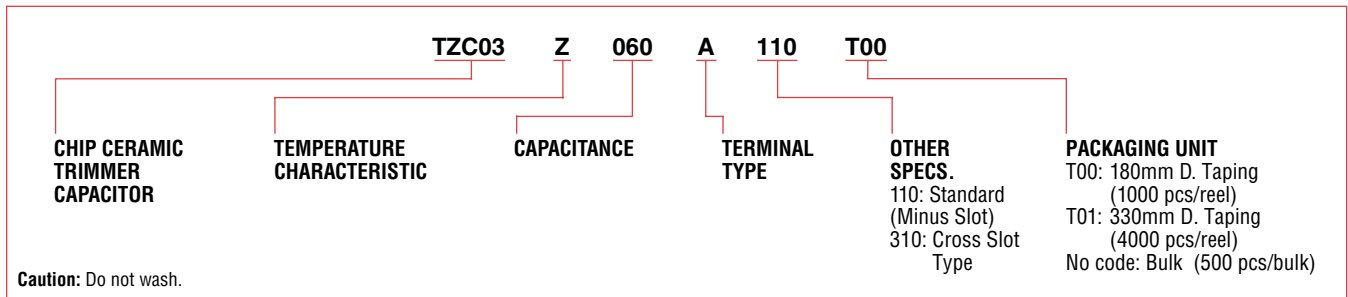 TZC03 Z 060 A 110 T00
CHIP CERAMIC
TRIMMER
CAPACITOR
TEMPERATURE
CHARACTERISTIC
CAPACITANCE
TERMINAL
TYPE
OTHER
SPECS.
110: Standard
(Minus Slot)
310: Cross Slot
Type
PACKAGING UNIT
T00: 180mm D. Taping
(1000 pcs/reel)
T01: 330mm D. Taping
(4000 pcs/reel)
No code: Bulk (500 pcs/bulk)
Caution: Do not wash.